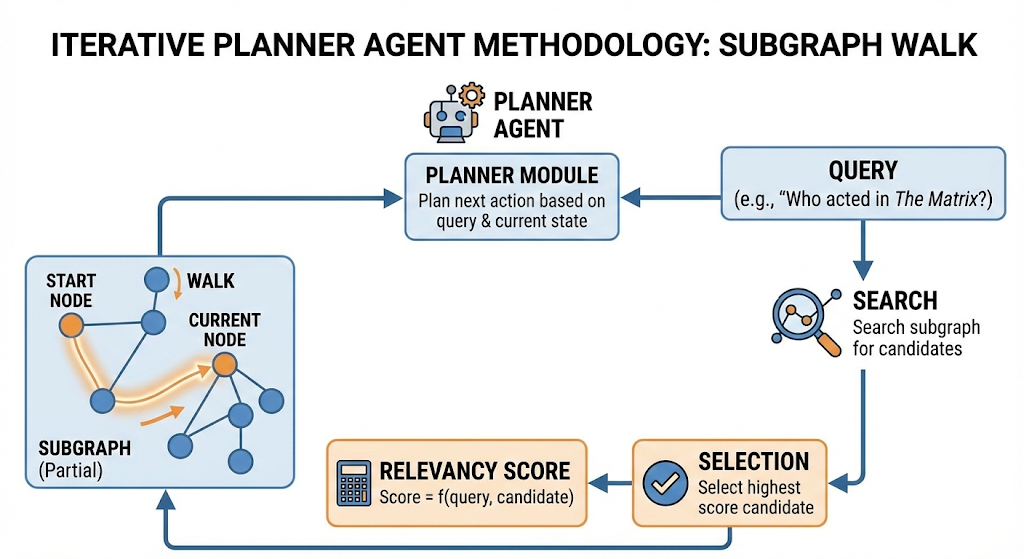 ITERATIVE PLANNER AGENT METHODOLOGY: SUBGRAPH WALK
PLANNER
AGENT
PLANNER MODULE
Plan next action based on
query & current state
QUERY
(e.g., “Who acted in The Matrix?)
START
NODE
WALK
CURRENT
NODE
SUBGRAPH
(Partial)
SEARCH
Search subgraph
for candidates
RELEVANCY SCORE
Score = f(query, candidate)
SELECTION
Select highest
score candidate